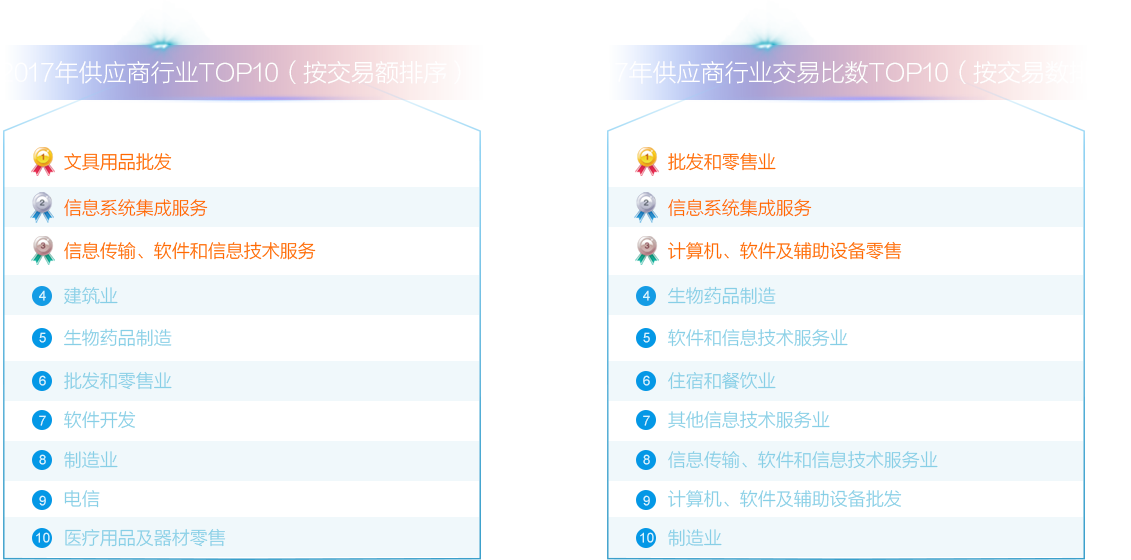 2017年供应商行业TOP10（按交易额排序）
1 文具用品批发
2 信息系统集成服务
3 信息传输、软件和信息技术服务
4 建筑业
5 生物药品制造
6 批发和零售业
7 软件开发
8 制造业
9 电信
10 医疗用品及器材零售
7年供应商行业交易比数TOP10（按交易数
1 批发和零售业
2 信息系统集成服务
3 计算机、软件及辅助设备零售
4 生物药品制造
5 软件和信息技术服务业
6 住宿和餐饮业
7 其他信息技术服务业
8 信息传输、软件和信息技术服务业
9 计算机、软件及辅助设备批发
10 制造业